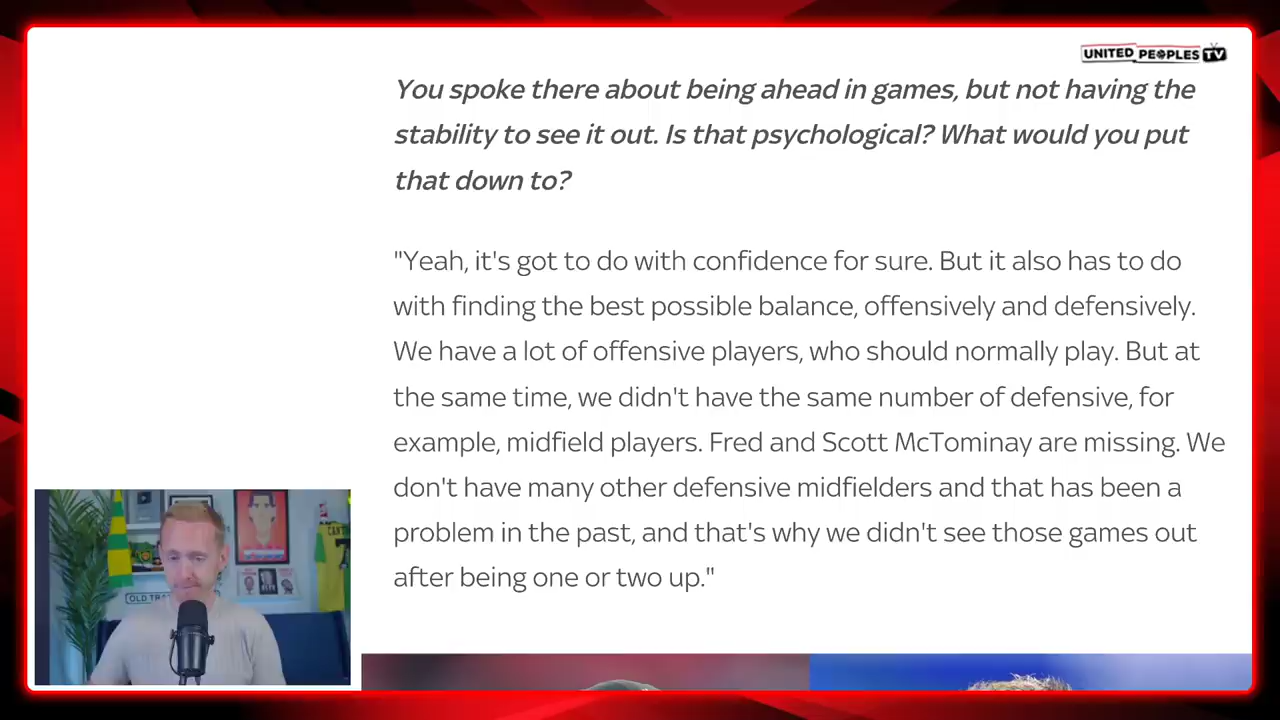 UNITED PEOPLES TV
You spoke there about being ahead in games, but not having the
stability to see it out. Is that psychological? What would you put
that down to?
"Yeah, it's got to do with confidence for sure. But it also has to do
with finding the best possible balance, offensively and defensively.
We have a lot of offensive players, who should normally play. But at
the same time, we didn't have the same number of defensive, for
example, midfield players. Fred and Scott McTominay are missing. We
don't have many other defensive midfielders and that has been a
problem in the past, and that's why we didn't see those games out
after being one or two up."
OLD TRA
CANT
7